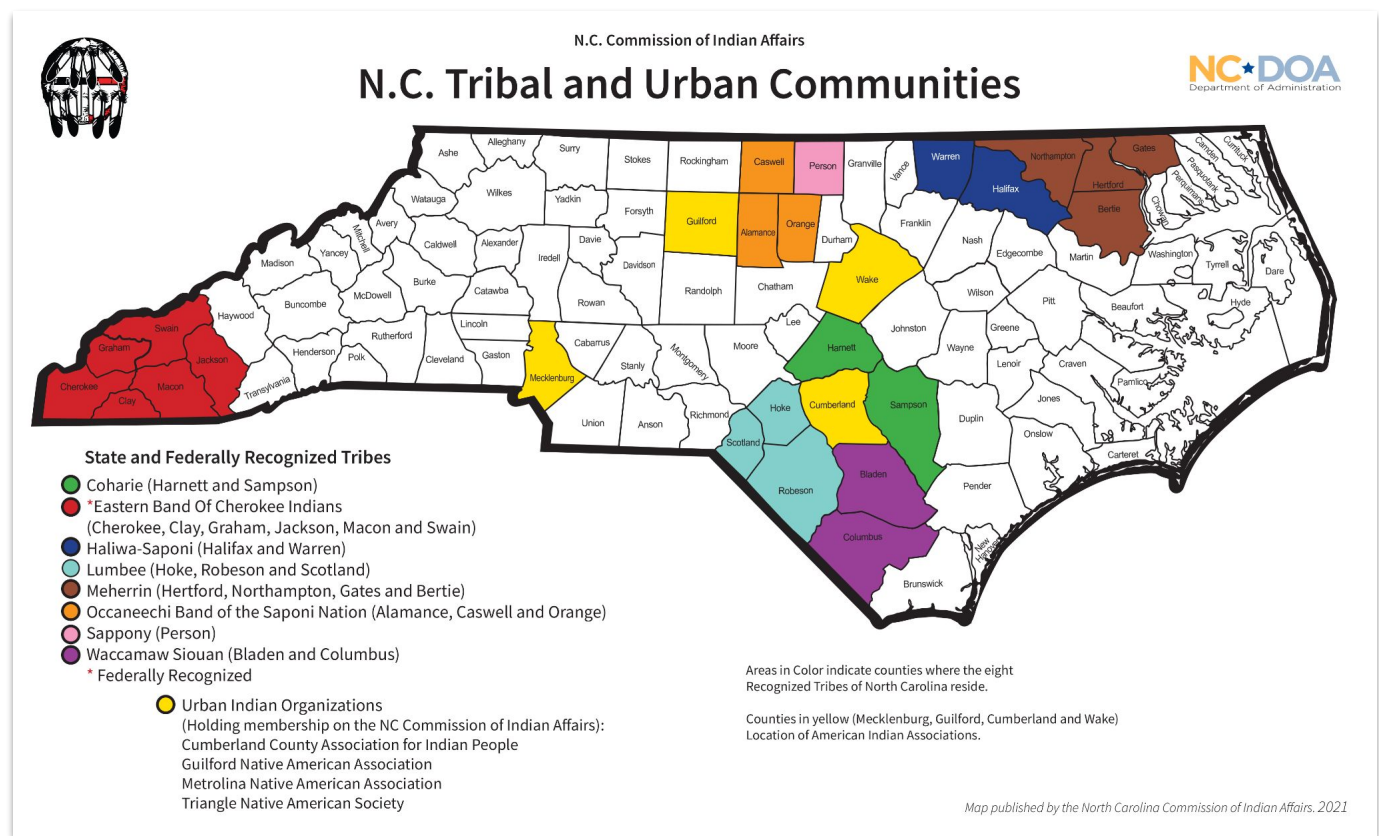 N.C. Commission of Indian Affairs
N.C. Tribal and Urban Communities
NC DOA
Department of Administration
Ashe
Alleghany
Surry
Stokes
Rockingham
Caswell
Person
Granville
Vance
Warren
Halifax
Northampton
Hertford
Gates
Bertie
Camden
Currituck
Pasquotank
Perquimans
Chowan
Watauga
Wilkes
Yadkin
Forsyth
Guilford
Alamance
Orange
Durham
Franklin
Nash
Edgecombe
Martin
Washington
Tyrrell
Dare
Avery
Mitchell
Yancey
Madison
Caldwell
Alexander
Iredell
Davie
Davidson
Randolph
Chatham
Wake
Wilson
Pitt
Beaufort
Hyde
Haywood
Buncombe
McDowell
Burke
Catawba
Rowan
Swain
Graham
Jackson
Cherokee
Macon
Clay
Transylvania
Henderson
Polk
Rutherford
Cleveland
Lincoln
Gaston
Mecklenburg
Cabarrus
Stanly
Montgomery
Moore
Lee
Harnett
Johnston
Wayne
Greene
Lenoir
Craven
Pamlico
Jones
Union
Anson
Richmond
Scotland
Hoke
Cumberland
Sampson
Duplin
Onslow
Carteret
Robeson
Bladen
Pender
Columbus
New Hanover
Brunswick
State and Federally Recognized Tribes
Coharie (Harnett and Sampson)
*Eastern Band Of Cherokee Indians
(Cherokee, Clay, Graham, Jackson, Macon and Swain)
Haliwa-Saponi (Halifax and Warren)
Lumbee (Hoke, Robeson and Scotland)
Meherrin (Hertford, Northampton, Gates and Bertie)
Occaneechi Band of the Saponi Nation (Alamance, Caswell and Orange)
Sappony (Person)
Waccamaw Siouan (Bladen and Columbus)
* Federally Recognized
Urban Indian Organizations
(Holding membership on the NC Commission of Indian Affairs):
Cumberland County Association for Indian People
Guilford Native American Association
Metrolina Native American Association
Triangle Native American Society
Areas in Color indicate counties where the eight
Recognized Tribes of North Carolina reside.
Counties in yellow (Mecklenburg, Guilford, Cumberland and Wake)
Location of American Indian Associations.
Map published by the North Carolina Commission of Indian Affairs. 2021